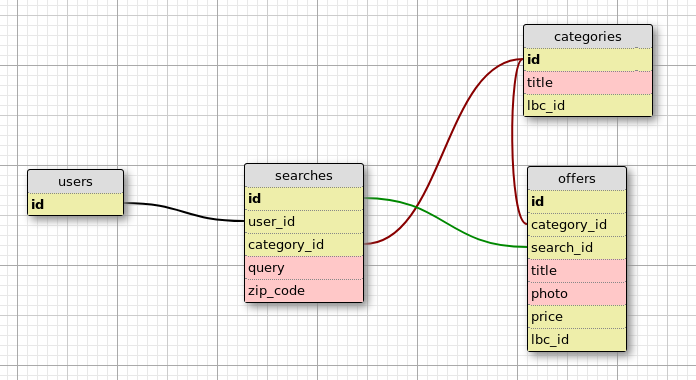 users
id
searches
id
user_id
category_id
query
zip_code
categories
id
title
lbc_id
offers
id
category_id
search_id
title
photo
price
lbc_id